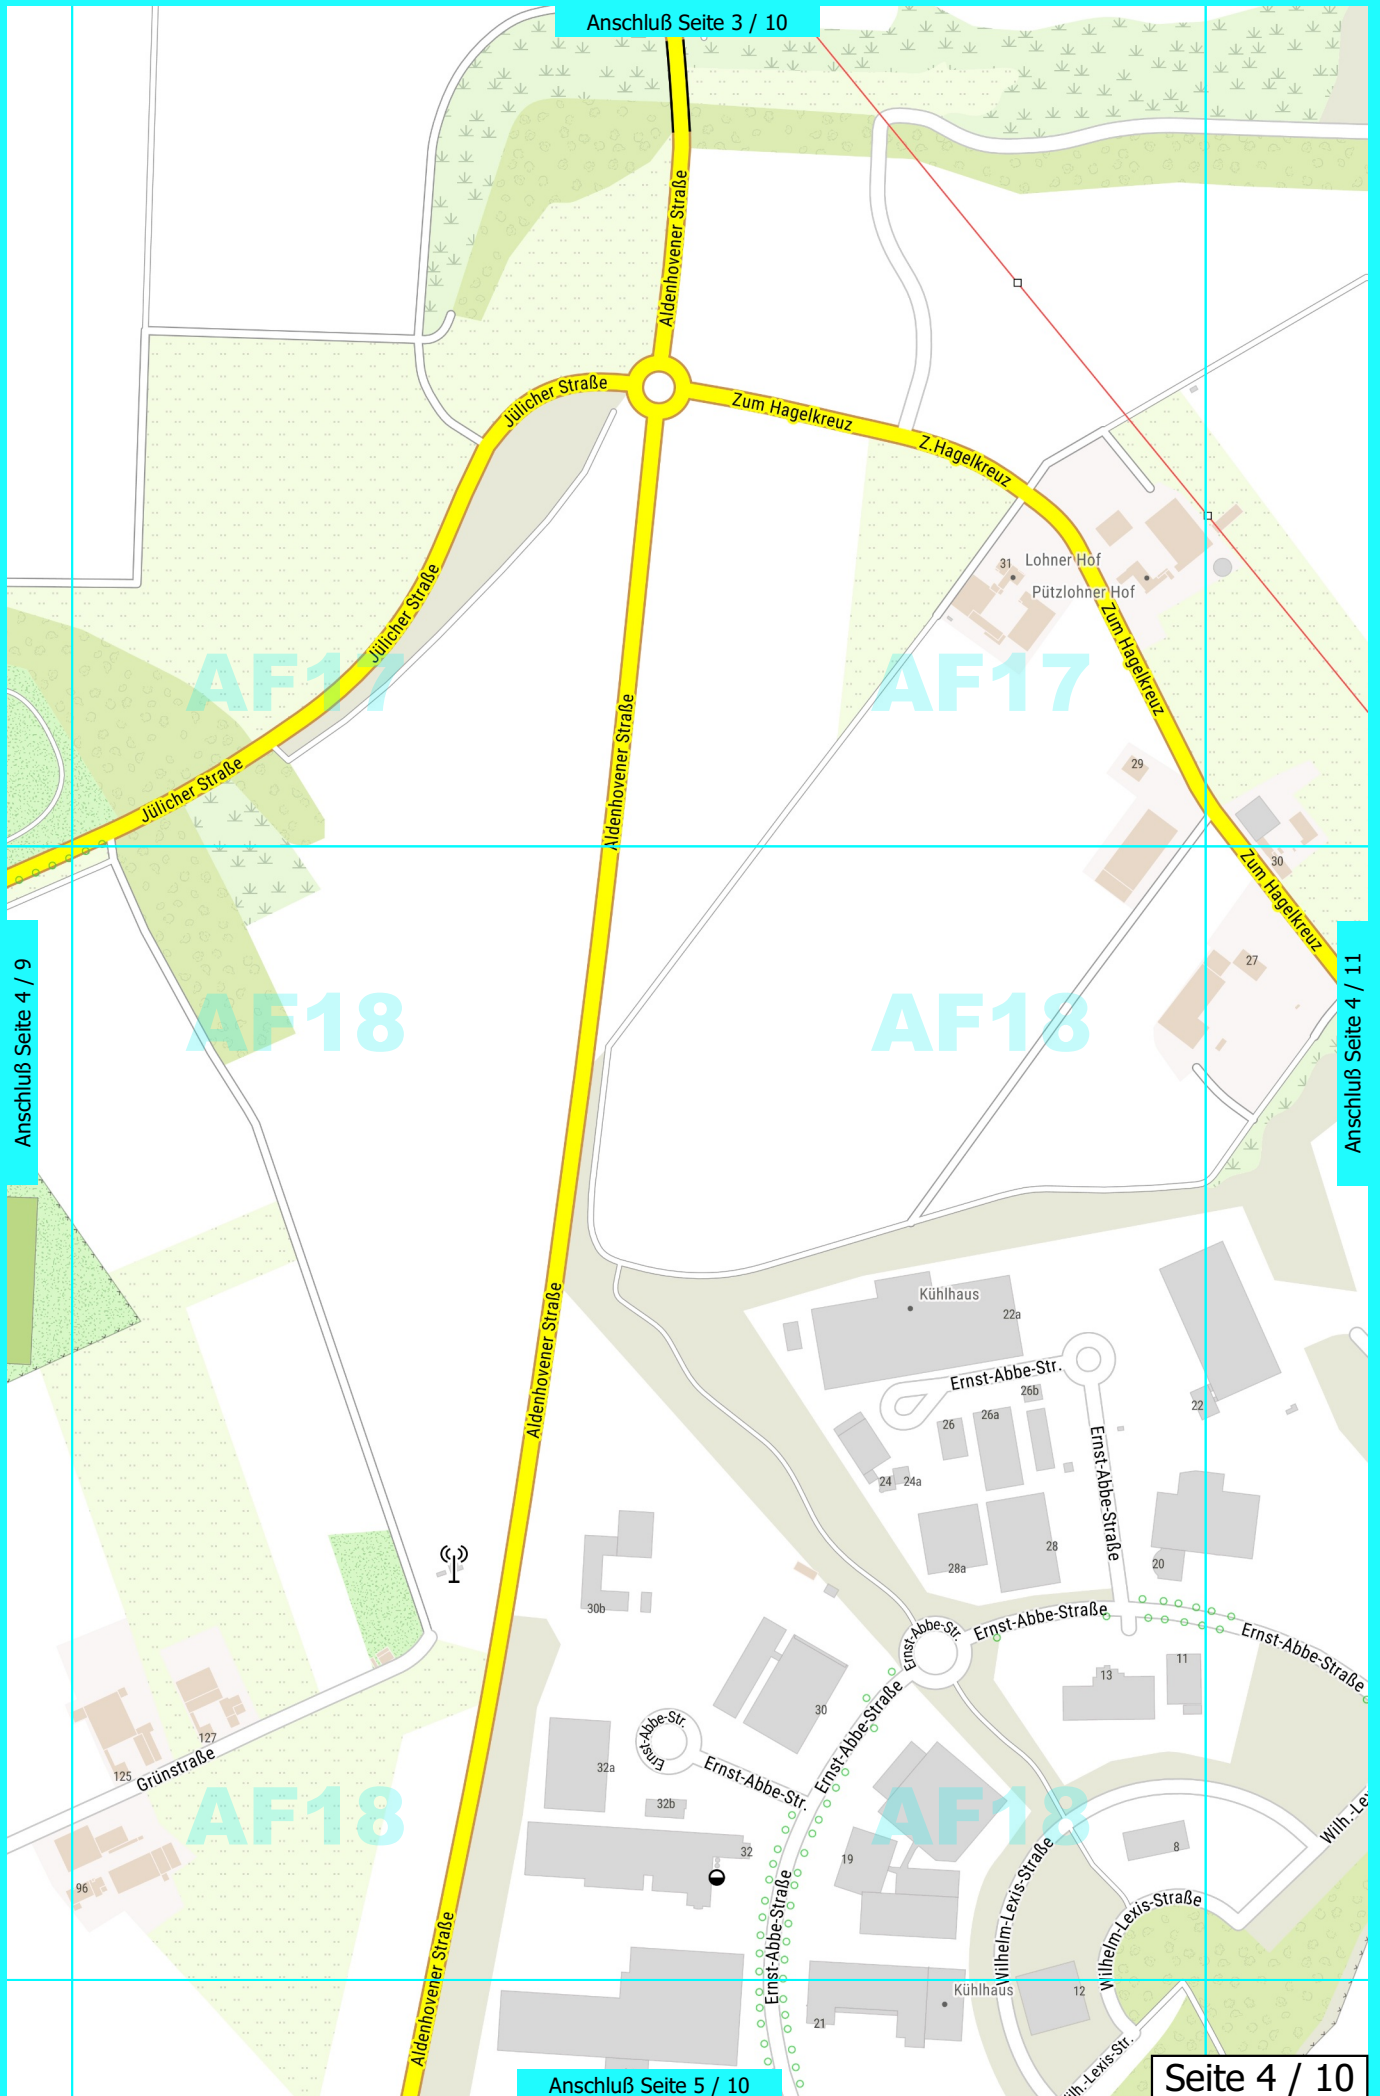 Anschluß Seite 3 / 10
Aldenhovener Straße
Jülicher Straße
Zum Hagelkreuz
Z.Hagelkreuz
31
Lohner Hof
Pützlohner Hof
Jülicher Straße
Zum Hagelkreuz
AF17
AF17
Aldenhovener Straße
Jülicher Straße
29
30
Zum Hagelkreuz
27
Anschluß Seite 4 / 9
Anschluß Seite 4 / 11
AF18
AF18
Kühlhaus
22a
Aldenhovener Straße
Ernst-Abbe-Str.
26b
26
26a
22
24
24a
Ernst-Abbe-Straße
28
28a
20
30b
Ernst-Abbe-Straße
Ernst-Abbe-Str.
Ernst-Abbe-Straße
11
13
Ernst-Abbe-Straße
30
127
Ernst-Abbe-Str.
Grünstraße
125
32a
Ernst-Abbe-Str.
32b
AF18
AF18
Wilh.-Lex
8
32
19
96
Wilhelm-Lexis-Straße
Wilhelm-Lexis-Straße
Ernst-Abbe-Straße
Aldenhovener Straße
Kühlhaus
12
21
ilh.-Lexis-Str.
Anschluß Seite 5 / 10
Seite 4 / 10